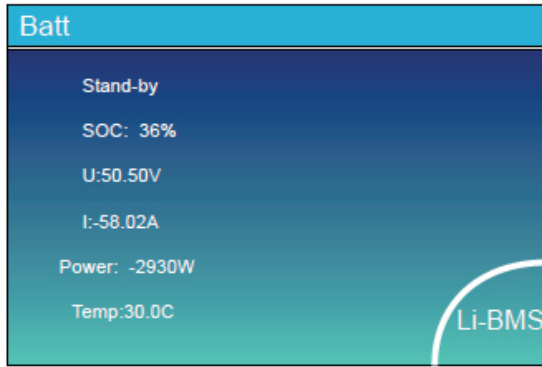 Batt
Stand-by
SOC: 36%
U:50.50V
I:-58.02A
Power: -2930W
Temp:30.0C
Li-BMS